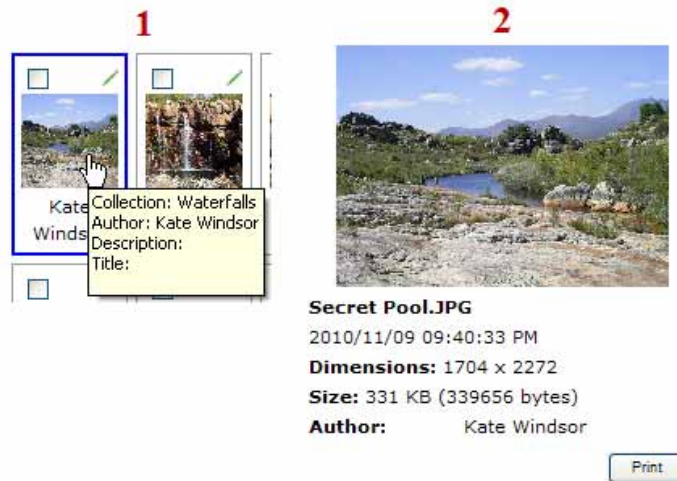 1
2
Kate
Winds
Collection: Waterfalls
Author: Kate Windsor
Description:
Title:
Secret Pool.JPG
2010/11/09 09:40:33 PM
Dimensions: 1704 x 2272
Size: 331 KB (339656 bytes)
Author: Kate Windsor
Print